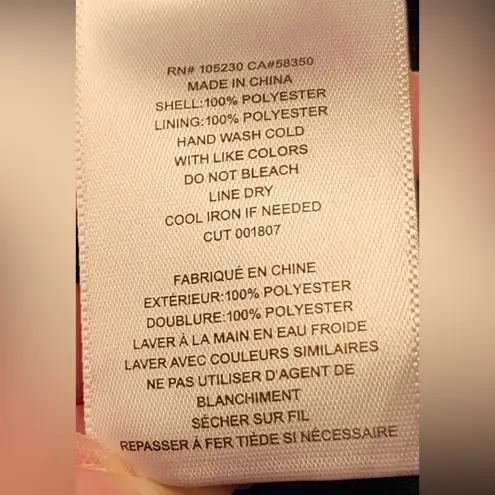 RN# 105230 CA#58350
MADE IN CHINA
SHELL:100% POLYESTER
LINING:100% POLYESTER
HAND WASH COLD
WITH LIKE COLORS
DO NOT BLEACH
LINE DRY
COOL IRON IF NEEDED
CUT 001807
FABRIQUÉ EN CHINE
EXTÉRIEUR:100% POLYESTER
DOUBLURE:100% POLYESTER
LAVER À LA MAIN EN EAU FROIDE
LAVER AVEC COULEURS SIMILAIRES
NE PAS UTILISER D'AGENT DE
BLANCHIMENT
SÉCHER SUR FIL
REPASSER À FER TIÈDE SI NÉCESSAIRE